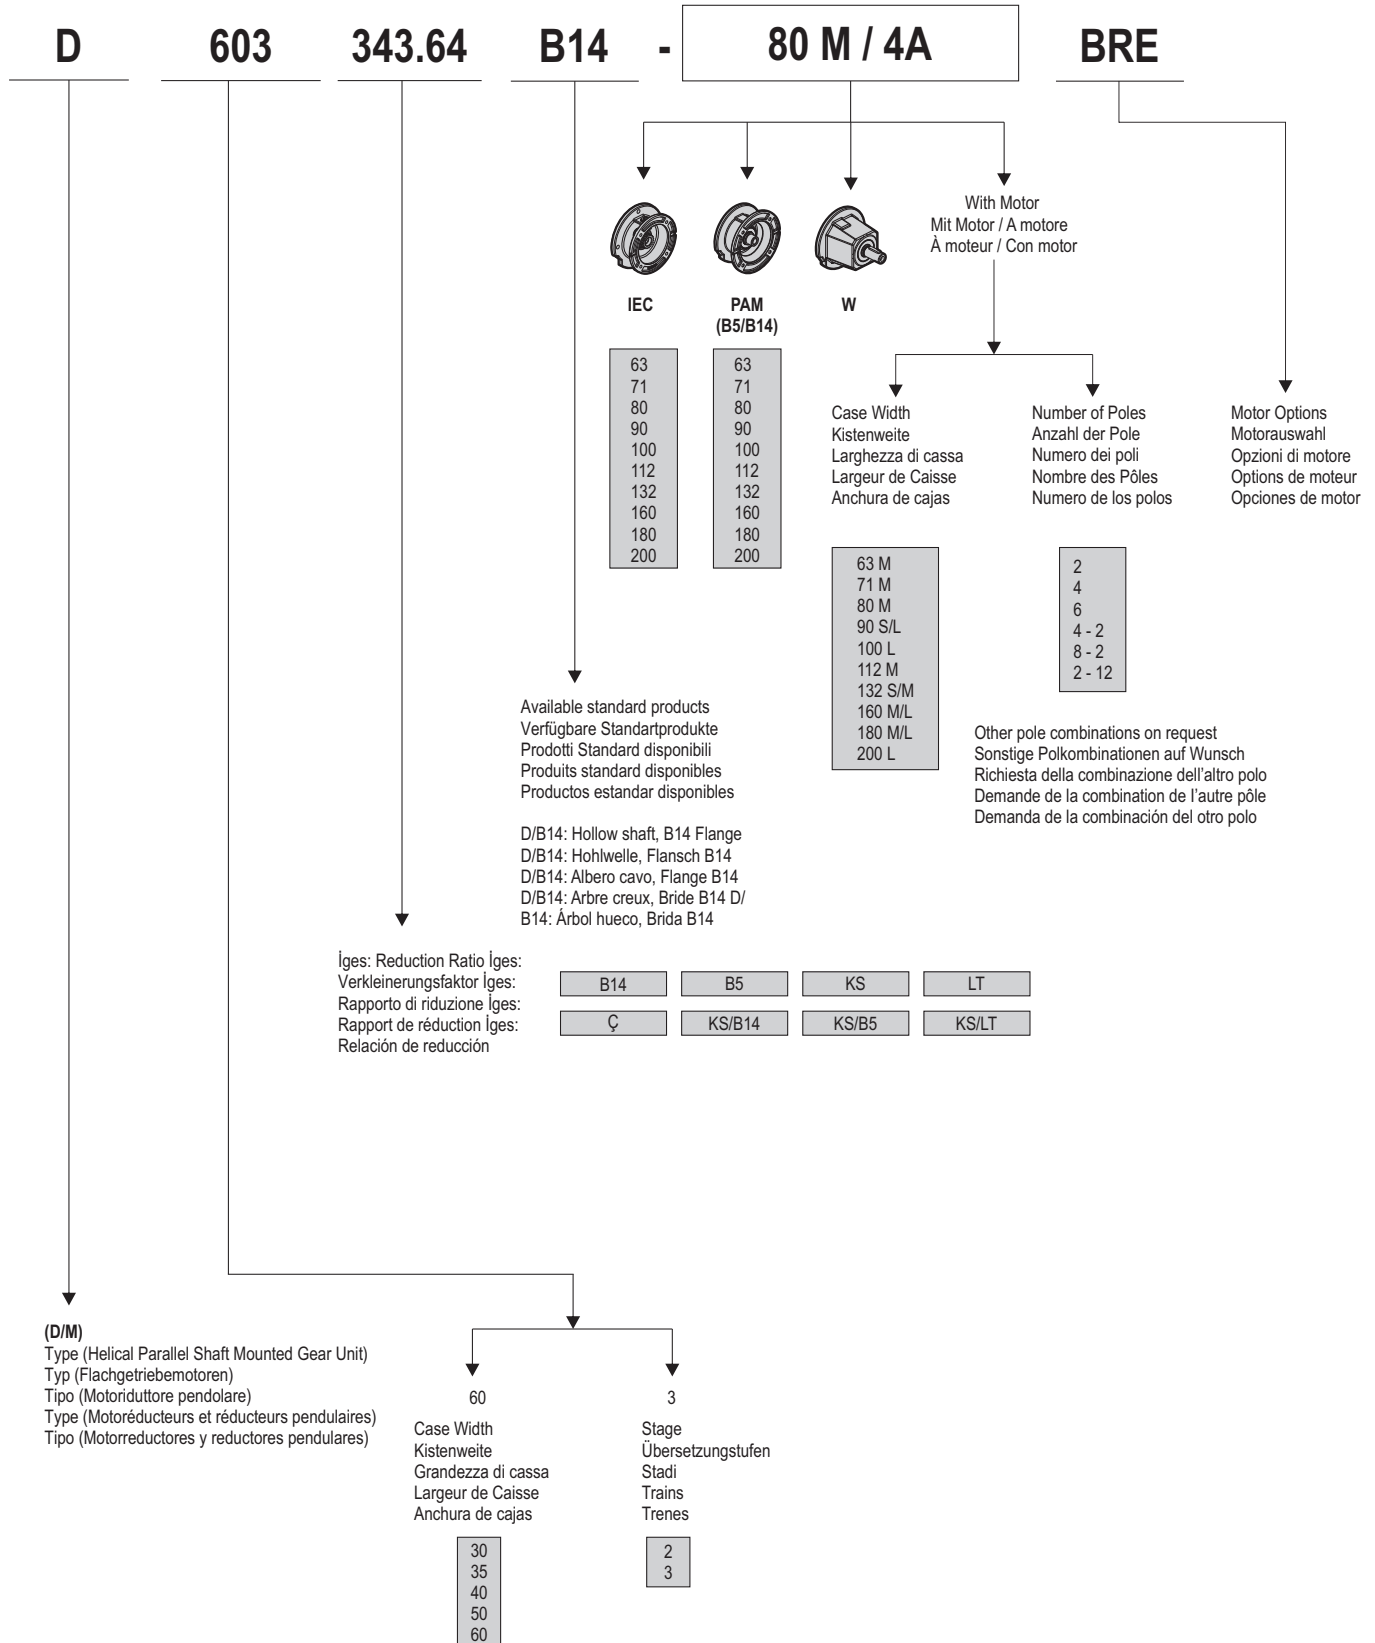 D 603 343.64 B14 - 80 M / 4A BRE
With Motor
Mit Motor / A motore
À moteur / Con motor
IEC
PAM
(B5/B14)
W
63
71
80
90
100
112
132
160
180
200
63
71
80
90
100
112
132
160
180
200
Case Width
Kistenweite
Larghezza di cassa
Largeur de Caisse
Anchura de cajas
Number of Poles
Anzahl der Pole
Numero dei poli
Nombre des Pôles
Numero de los polos
Motor Options
Motorauswahl
Opzioni di motore
Options de moteur
Opciones de motor
63 M
71 M
80 M
90 S/L
100 L
112 M
132 S/M
160 M/L
180 M/L
200 L
2
4
6
4 - 2
8 - 2
2 - 12
Other pole combinations on request
Sonstige Polkombinationen auf Wunsch
Richiesta della combinazione dell'altro polo
Demande de la combination de I'autre pôle
Demanda de la combinación del otro polo
Available standard products
Verfügbare Standartprodukte
Prodotti Standard disponibili
Produits standard disponibles
Productos estandar disponibles
D/B14: Hollow shaft, B14 Flange
D/B14: Hohlwelle, Flansch B14
D/B14: Albero cavo, Flange B14
D/B14: Arbre creux, Bride B14 D/
B14: Árbol hueco, Brida B14
İges: Reduction Ratio İges:
Verkleinerungsfaktor İges:
Rapporto di riduzione İges:
Rapport de réduction İges:
Relación de reducción
B14 B5 KS LT
Ç KS/B14 KS/B5 KS/LT
(D/M)
Type (Helical Parallel Shaft Mounted Gear Unit)
Typ (Flachgetriebemotoren)
Tipo (Motoriduttore pendolare)
Type (Motoréducteurs et réducteurs pendulaires)
Tipo (Motorreductores y reductores pendulares)
60
Case Width
Kistenweite
Grandezza di cassa
Largeur de Caisse
Anchura de cajas
3
Stage
Übersetzungstufen
Stadi
Trains
Trenes
30
35
40
50
60
2
3